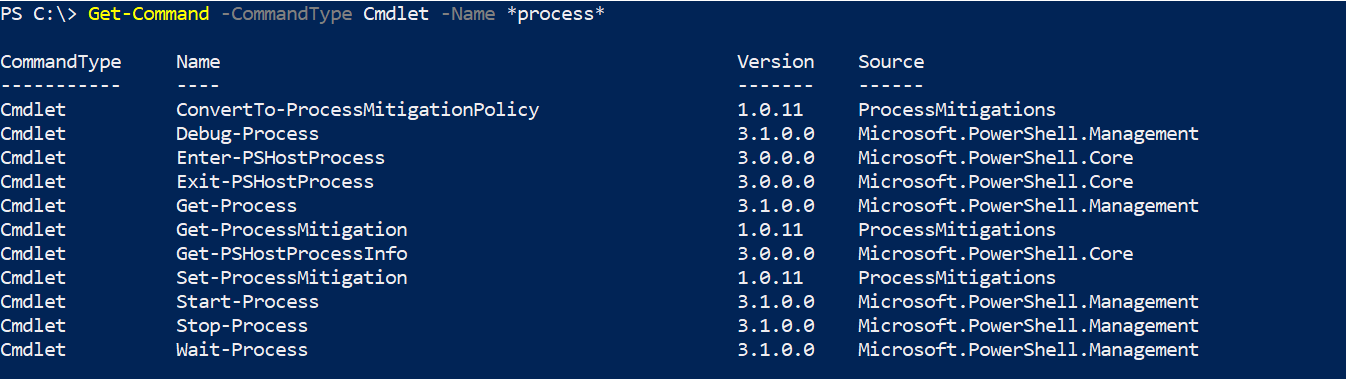 PS C:\> Get-Command -CommandType Cmdlet -Name *process*
CommandType Name Version Source
----------- ---- ------- ------
Cmdlet ConvertTo-ProcessMitigationPolicy 1.0.11 ProcessMitigations
Cmdlet Debug-Process 3.1.0.0 Microsoft.PowerShell.Management
Cmdlet Enter-PSHostProcess 3.0.0.0 Microsoft.PowerShell.Core
Cmdlet Exit-PSHostProcess 3.0.0.0 Microsoft.PowerShell.Core
Cmdlet Get-Process 3.1.0.0 Microsoft.PowerShell.Management
Cmdlet Get-ProcessMitigation 1.0.11 ProcessMitigations
Cmdlet Get-PSHostProcessInfo 3.0.0.0 Microsoft.PowerShell.Core
Cmdlet Set-ProcessMitigation 1.0.11 ProcessMitigations
Cmdlet Start-Process 3.1.0.0 Microsoft.PowerShell.Management
Cmdlet Stop-Process 3.1.0.0 Microsoft.PowerShell.Management
Cmdlet Wait-Process 3.1.0.0 Microsoft.PowerShell.Management